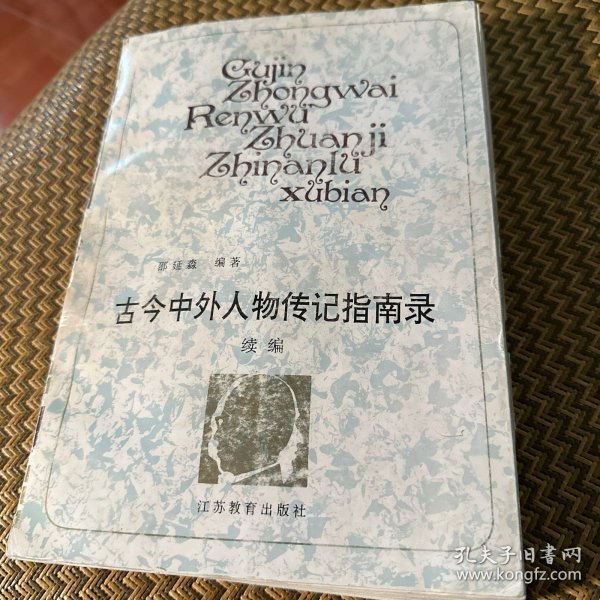 Gujin
Zhongwai
Renwu
Zhuanji
Zhinanlu
xubian
邵延淼 编著
古今中外人物传记指南录
续编
江苏教育出版社
孔夫子旧书网
www.kongfz.com